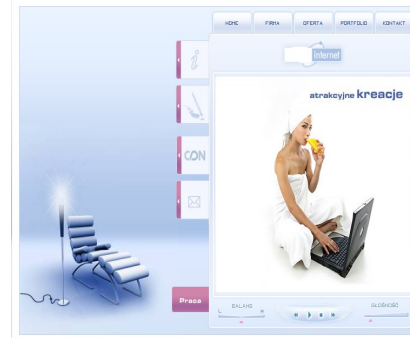 HOME FIRMA OFERTA PORTFOLIO KONTAKT
internet
atrakcyjne kreacje
CON
Praca
BALANS GŁOŚNOŚĆ